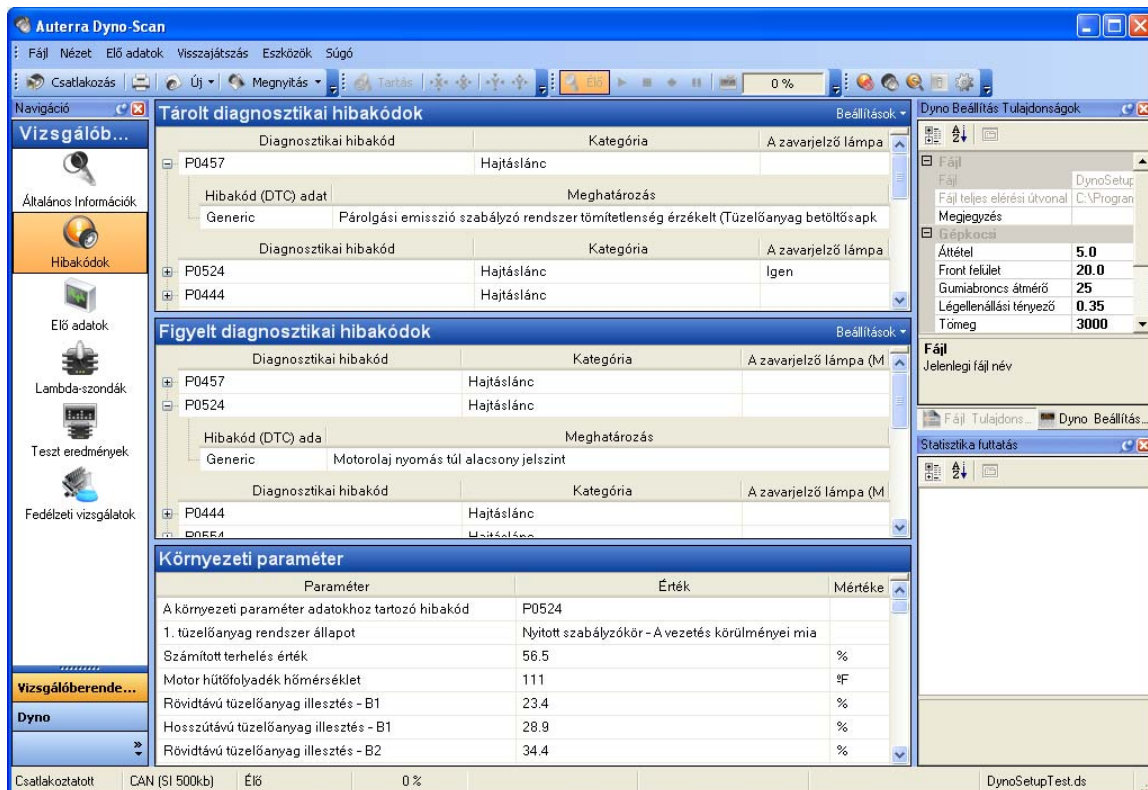 Auterra Dyno-Scan
Fájl Nézet Elő adatok Visszajátszás Eszközök Súgó
Csatlakozás Új Megnyitás Tartás Élő 0 %
Navigáció
Vizsgálób...
Általános Információk
Hibakódok
Elő adatok
Lambda-szondák
Teszt eredmények
Fedélzeti vizsgálatok
Vizsgálóberende...
Dyno
Tárolt diagnosztikai hibakódok Beállítások
Diagnosztikai hibakód Kategória A zavarjelző lámpa
P0457 Hajtáslánc
Hibakód (DTC) adat Meghatározás
Generic Párolgási emisszió szabályzó rendszer tömítetlenség érzékelt (Tüzelőanyag betöltősapk
Diagnosztikai hibakód Kategória A zavarjelző lámpa
P0524 Hajtáslánc Igen
P0444 Hajtáslánc
Figyelt diagnosztikai hibakódok Beállítások
Diagnosztikai hibakód Kategória A zavarjelző lámpa (M
P0457 Hajtáslánc
P0524 Hajtáslánc
Hibakód (DTC) ada Meghatározás
Generic Motorolaj nyomás túl alacsony jelszint
Diagnosztikai hibakód Kategória A zavarjelző lámpa (M
P0444 Hajtáslánc
P0554 Hajtáslánc
Környezeti paraméter
Paraméter Érték Mértéke
A környezeti paraméter adatokhoz tartozó hibakód P0524
1. tüzelőanyag rendszer állapot Nyitott szabályzókör - A vezetés körülményei mia
Számított terhelés érték 56.5 %
Motor hűtőfolyadék hőmérséklet 111 ºF
Rövidtávú tüzelőanyag illesztés - B1 23.4 %
Hosszútávú tüzelőanyag illesztés - B1 28.9 %
Rövidtávú tüzelőanyag illesztés - B2 34.4 %
Dyno Beállítás Tulajdonságok
Fájl
Fájl DynoSetup
Fájl teljes elérési útvonal C:\Program
Megjegyzés
Gépkocsi
Áttétel 5.0
Front felület 20.0
Gumiabroncs átmérő 25
Légellenállási tényező 0.35
Tömeg 3000
Fájl
Jelenlegi fájl név
Fájl Tulajdons... Dyno Beállítás...
Statisztika futtatás
Csatlakoztatott CAN (SI 500kb) Élő 0 % DynoSetupTest.ds